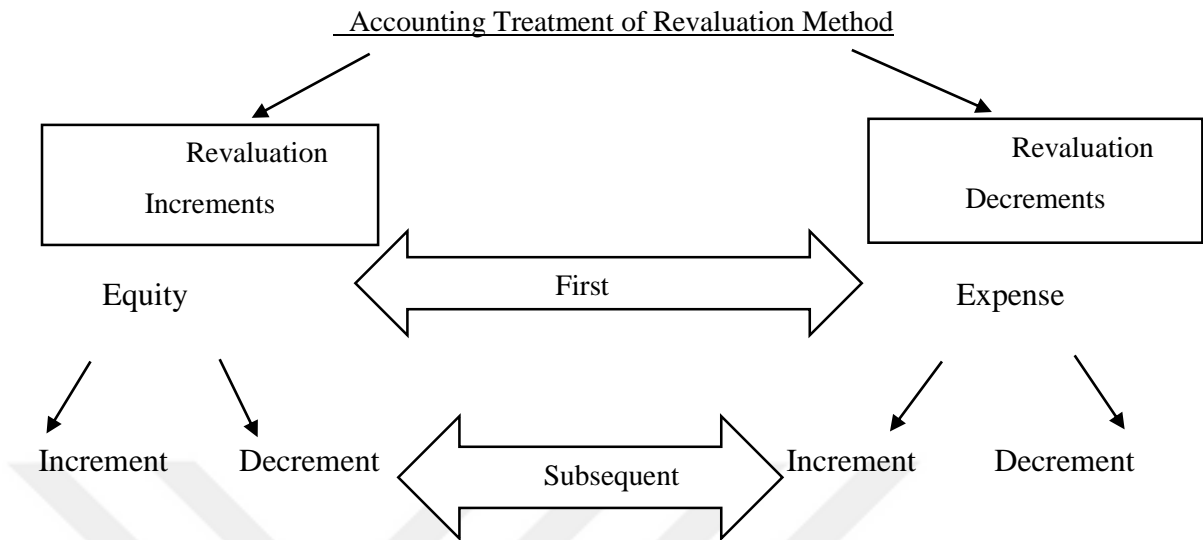 Accounting Treatment of Revaluation Method
Revaluation
Increments
Revaluation
Decrements
First
Equity
Expense
Increment
Decrement
Subsequent
Increment
Decrement